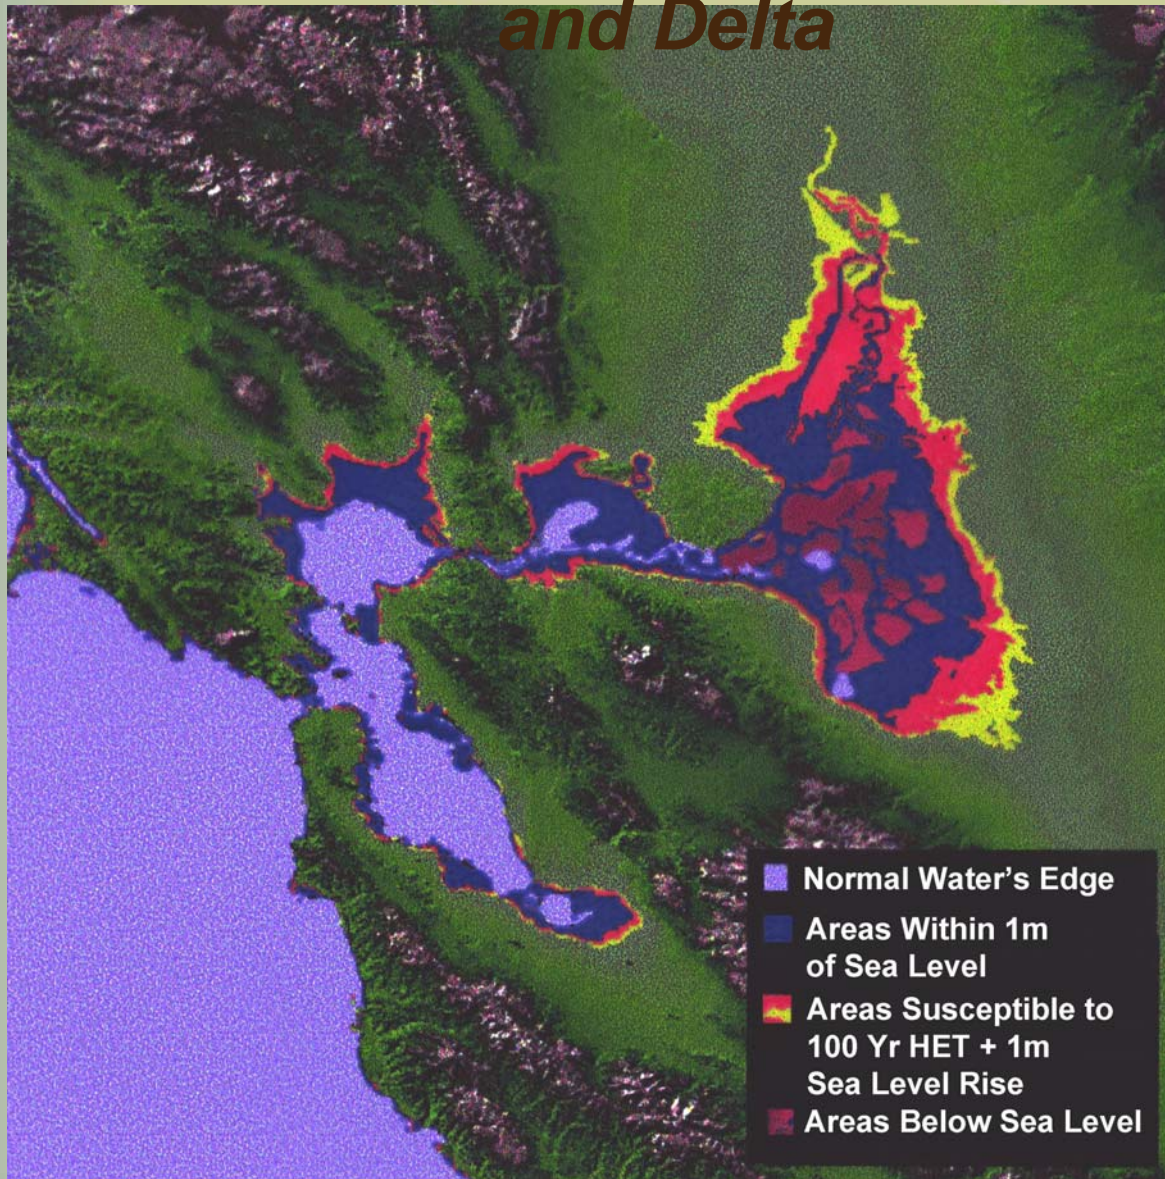 and Delta
Normal Water's Edge
Areas Within 1m
of Sea Level
Areas Susceptible to
100 Yr HET + 1m
Sea Level Rise
Areas Below Sea Level